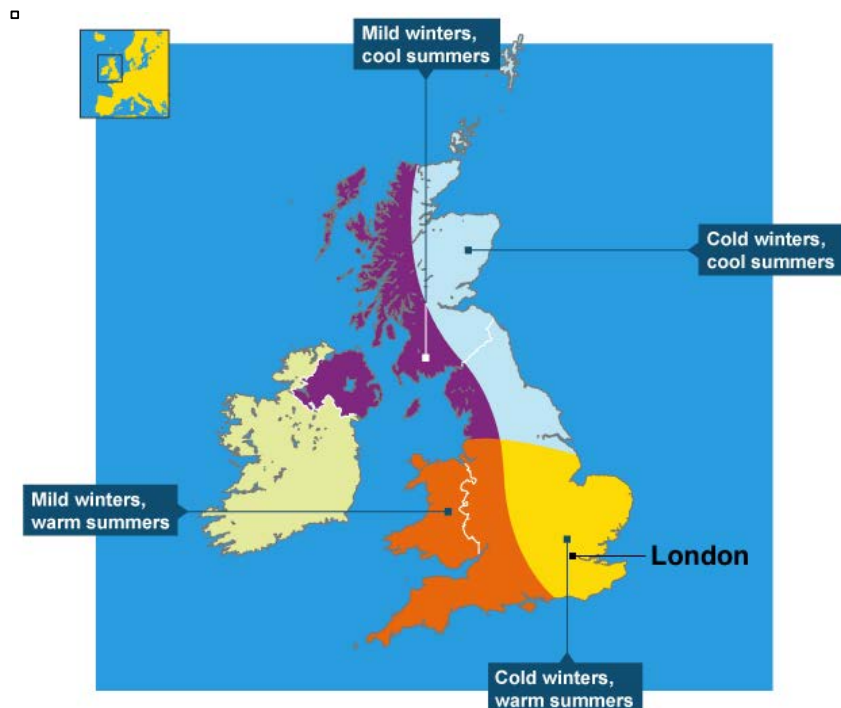 Mild winters,
cool summers
Cold winters,
cool summers
Mild winters,
warm summers
London
Cold winters,
warm summers